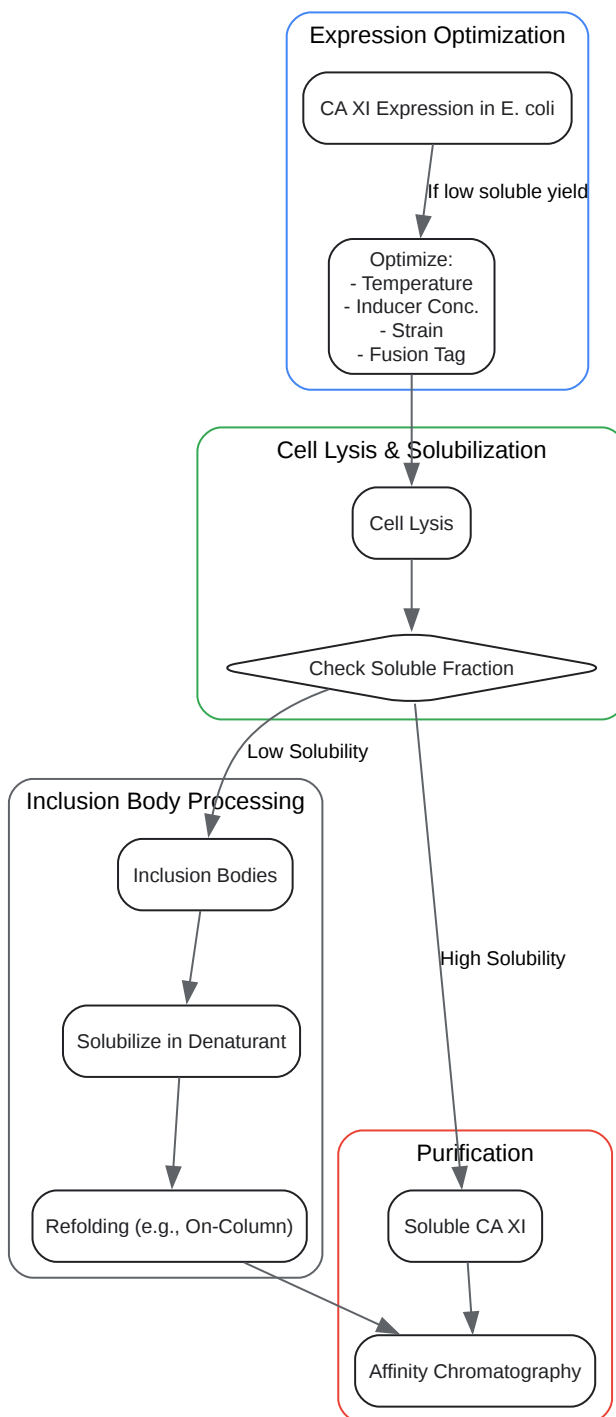 Expression Optimization
CA XI Expression in E. coli
If low soluble yield
Optimize:
- Temperature
- Inducer Conc.
- Strain
- Fusion Tag
Cell Lysis & Solubilization
Cell Lysis
Check Soluble Fraction
Low Solubility
Inclusion Body Processing
Inclusion Bodies
High Solubility
Solubilize in Denaturant
Purification
Refolding (e.g., On-Column)
Soluble CA XI
Affinity Chromatography